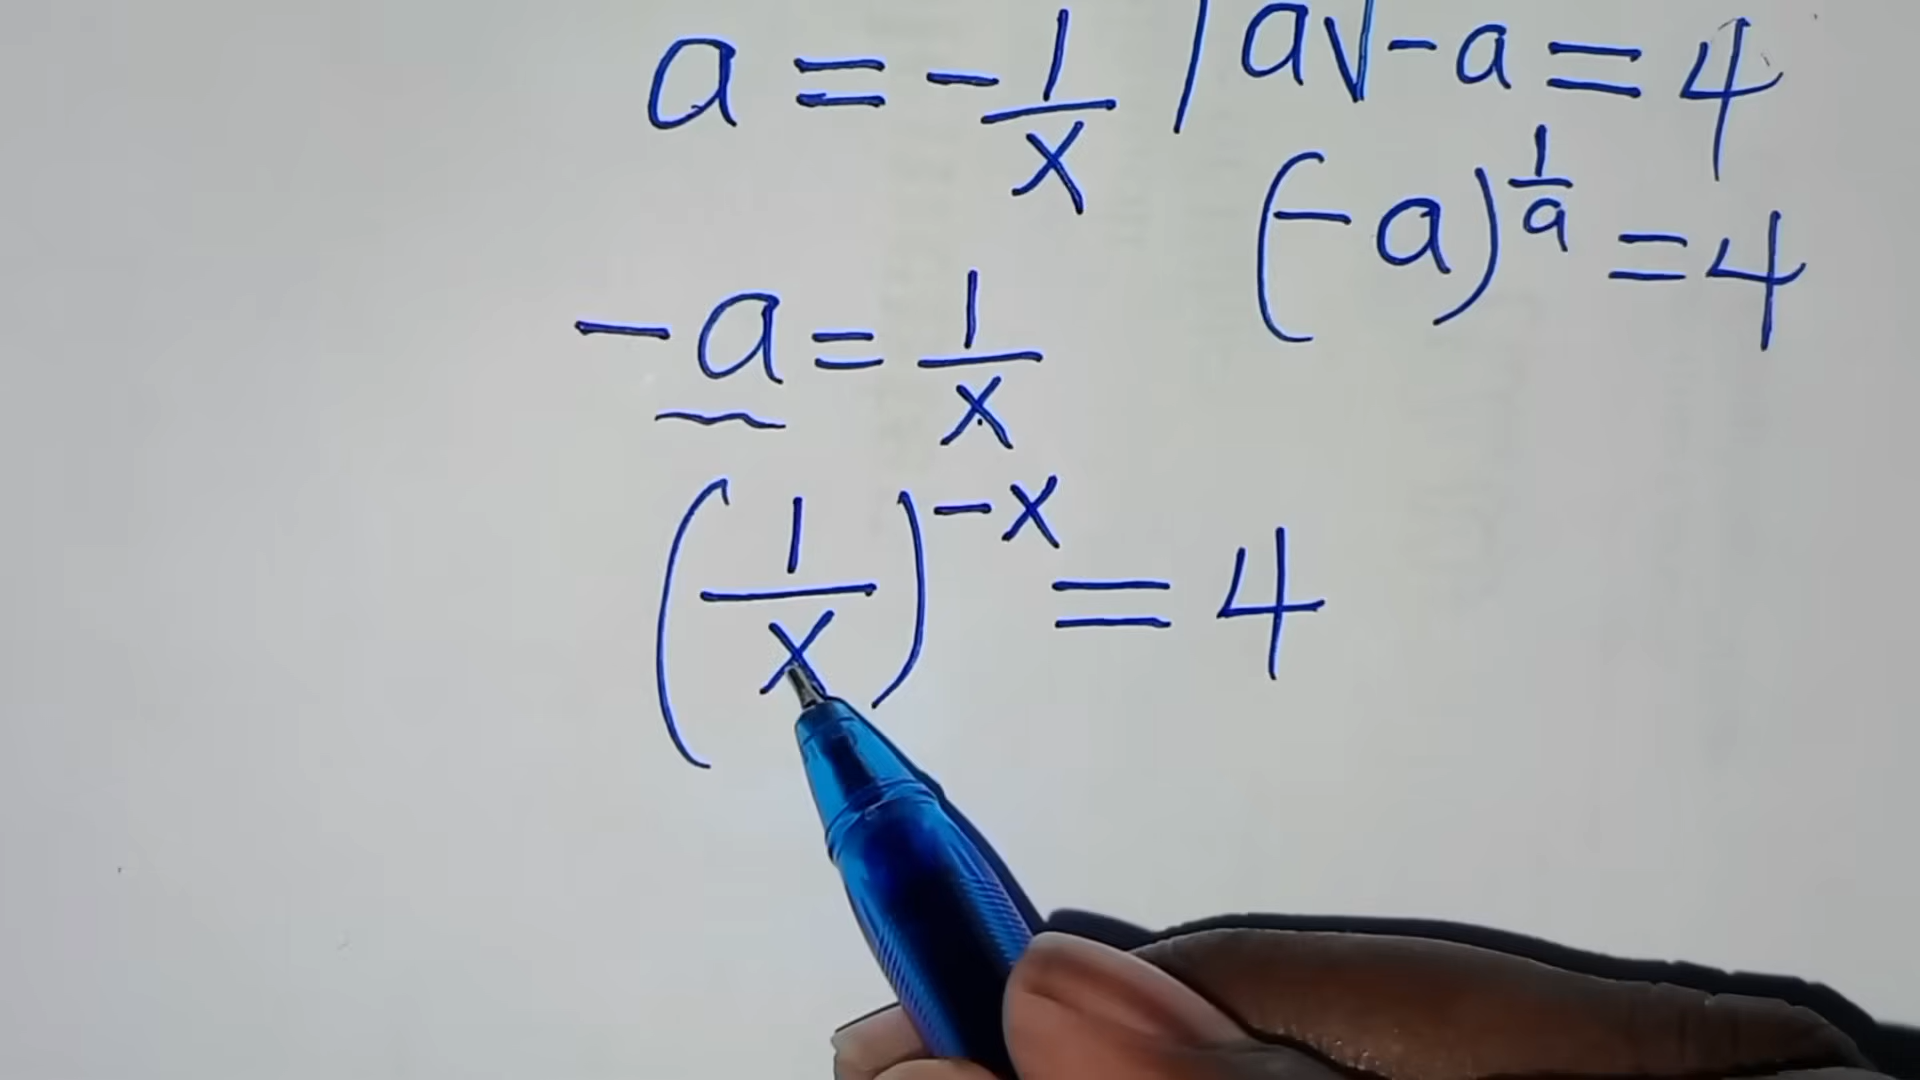 a = -1/x
a√-a = 4
(-a)^(1/a) = 4
-a = 1/x
(1/x)^(-x) = 4